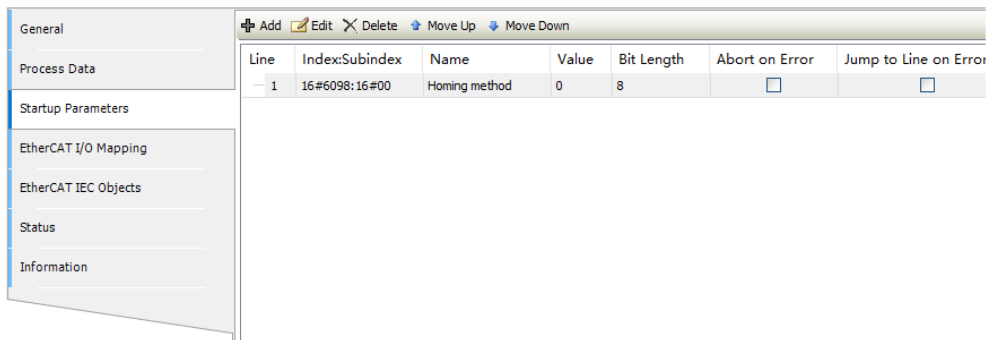 General
Process Data
Startup Parameters
EtherCAT I/O Mapping
EtherCAT IEC Objects
Status
Information
Add Edit Delete Move Up Move Down
Line Index:Subindex Name Value Bit Length Abort on Error Jump to Line on Error
1 16#6098:16#00 Homing method 0 8